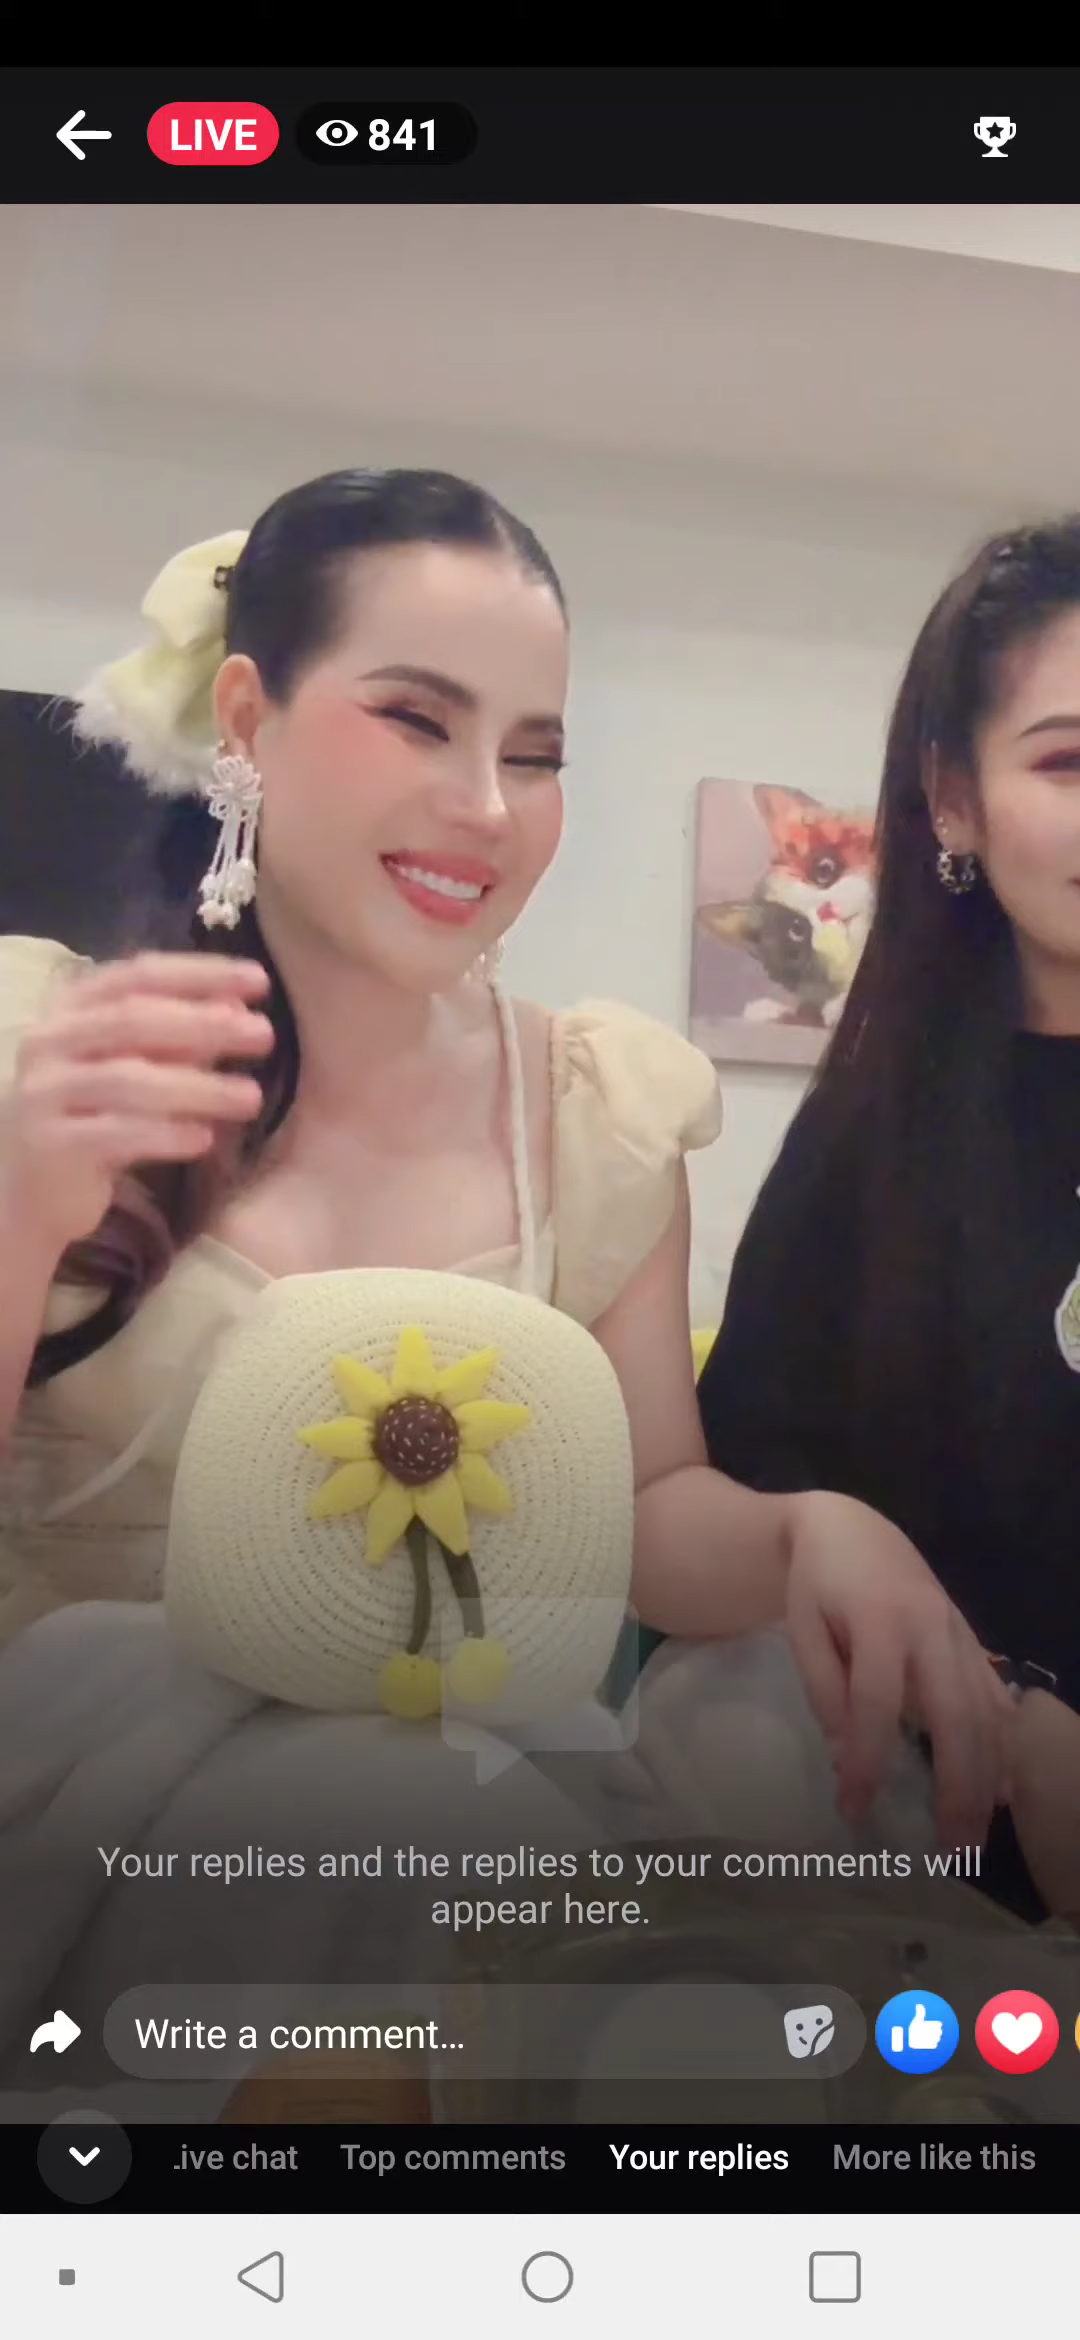 LIVE 841
Your replies and the replies to your comments will
appear here.
Write a comment...
.ive chat Top comments Your replies More like this